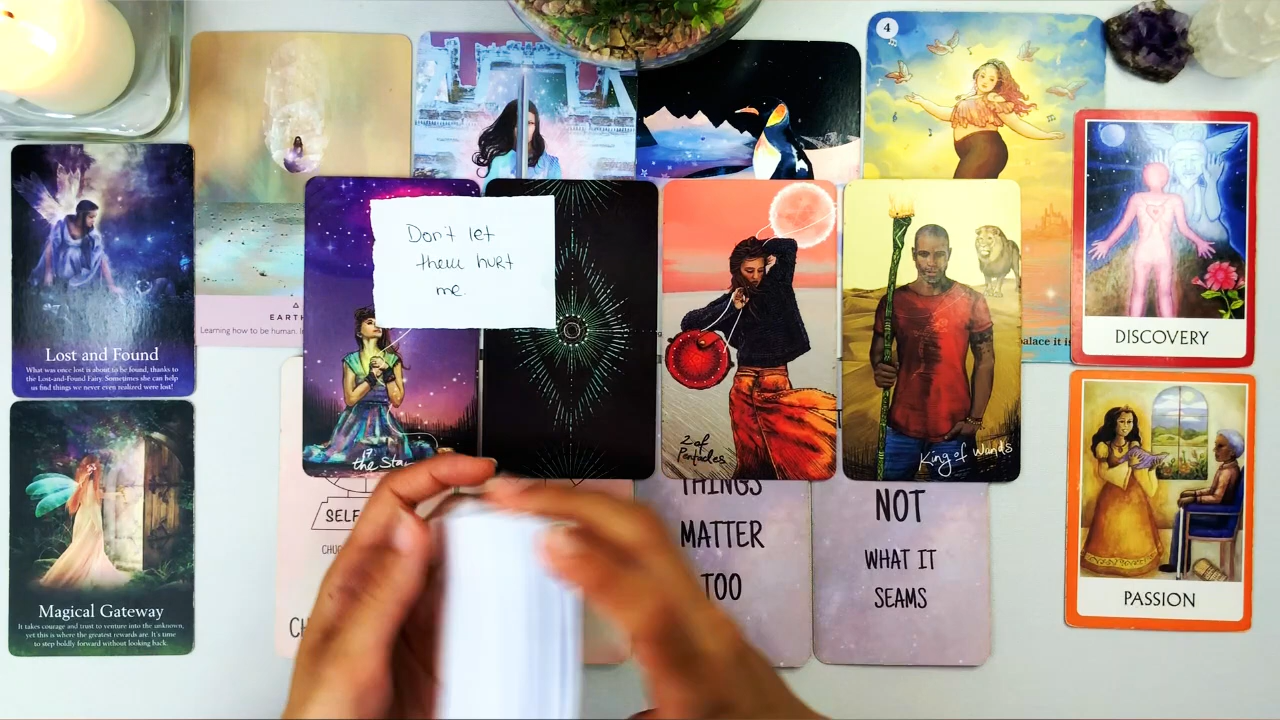 4
Don't let
them hurt
me.
Lost and Found
What was once lost is about to be found, thanks to
the Lost-and-Found Fairy. Sometimes she can help
us find things we never even realized were lost!
EARTH
Learning how to be human.
palace it is
DISCOVERY
17
the Star
2 of
Pentacles
King of Wands
SELF
THINGS
MATTER
TOO
NOT
WHAT IT
SEAMS
Magical Gateway
It takes courage and trust to venture into the unknown,
yet this is where the greatest rewards are. It's time
to step boldly forward without looking back.
PASSION